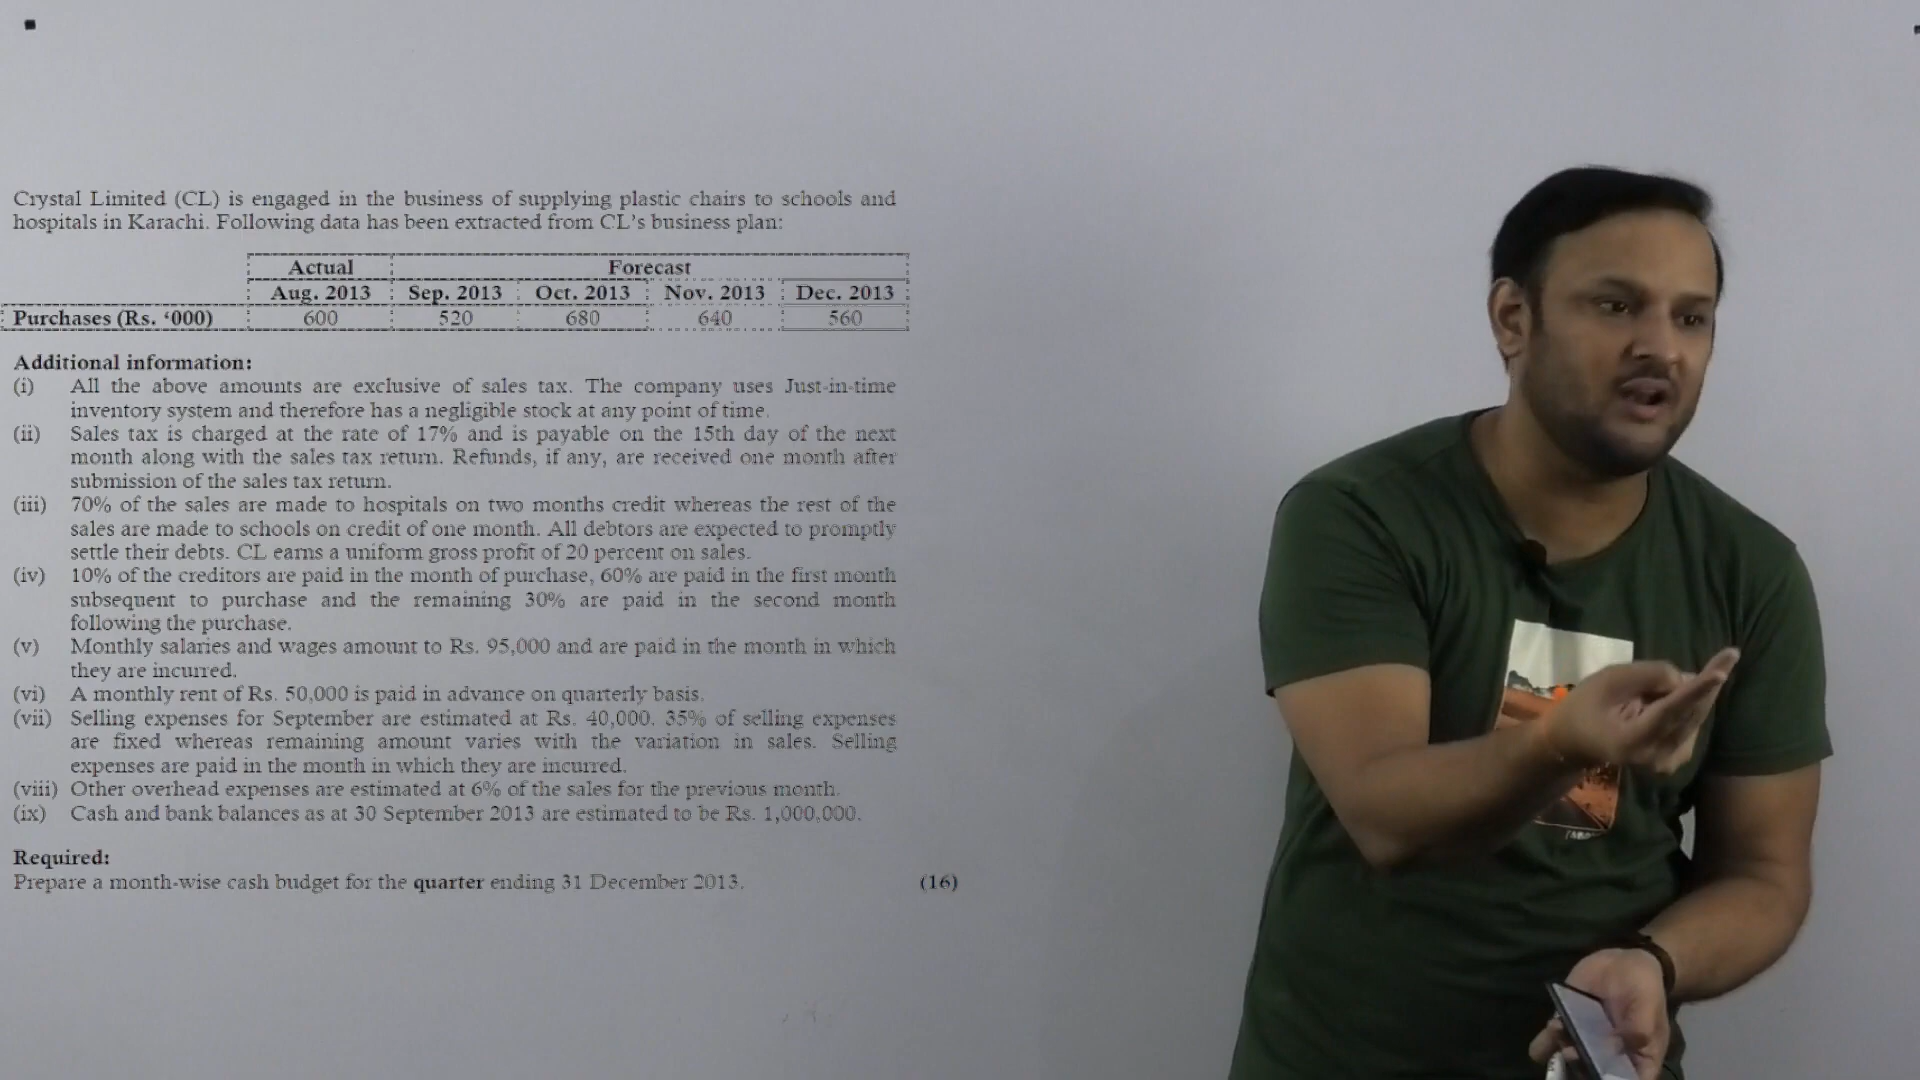 Crystal Limited (CL) is engaged in the business of supplying plastic chairs to schools and
hospitals in Karachi. Following data has been extracted from CL's business plan:
Actual Forecast
Aug. 2013 Sep. 2013 Oct. 2013 Nov. 2013 Dec. 2013
Purchases (Rs. ‘000) 600 520 680 640 560
Additional information:
(i) All the above amounts are exclusive of sales tax. The company uses Just-in-time
inventory system and therefore has a negligible stock at any point of time.
(ii) Sales tax is charged at the rate of 17% and is payable on the 15th day of the next
month along with the sales tax return. Refunds, if any, are received one month after
submission of the sales tax return.
(iii) 70% of the sales are made to hospitals on two months credit whereas the rest of the
sales are made to schools on credit of one month. All debtors are expected to promptly
settle their debts. CL earns a uniform gross profit of 20 percent on sales.
(iv) 10% of the creditors are paid in the month of purchase, 60% are paid in the first month
subsequent to purchase and the remaining 30% are paid in the second month
following the purchase.
(v) Monthly salaries and wages amount to Rs. 95,000 and are paid in the month in which
they are incurred.
(vi) A monthly rent of Rs. 50,000 is paid in advance on quarterly basis.
(vii) Selling expenses for September are estimated at Rs. 40,000. 35% of selling expenses
are fixed whereas remaining amount varies with the variation in sales. Selling
expenses are paid in the month in which they are incurred.
(viii) Other overhead expenses are estimated at 6% of the sales for the previous month.
(ix) Cash and bank balances as at 30 September 2013 are estimated to be Rs. 1,000,000.
Required:
Prepare a month-wise cash budget for the quarter ending 31 December 2013. (16)